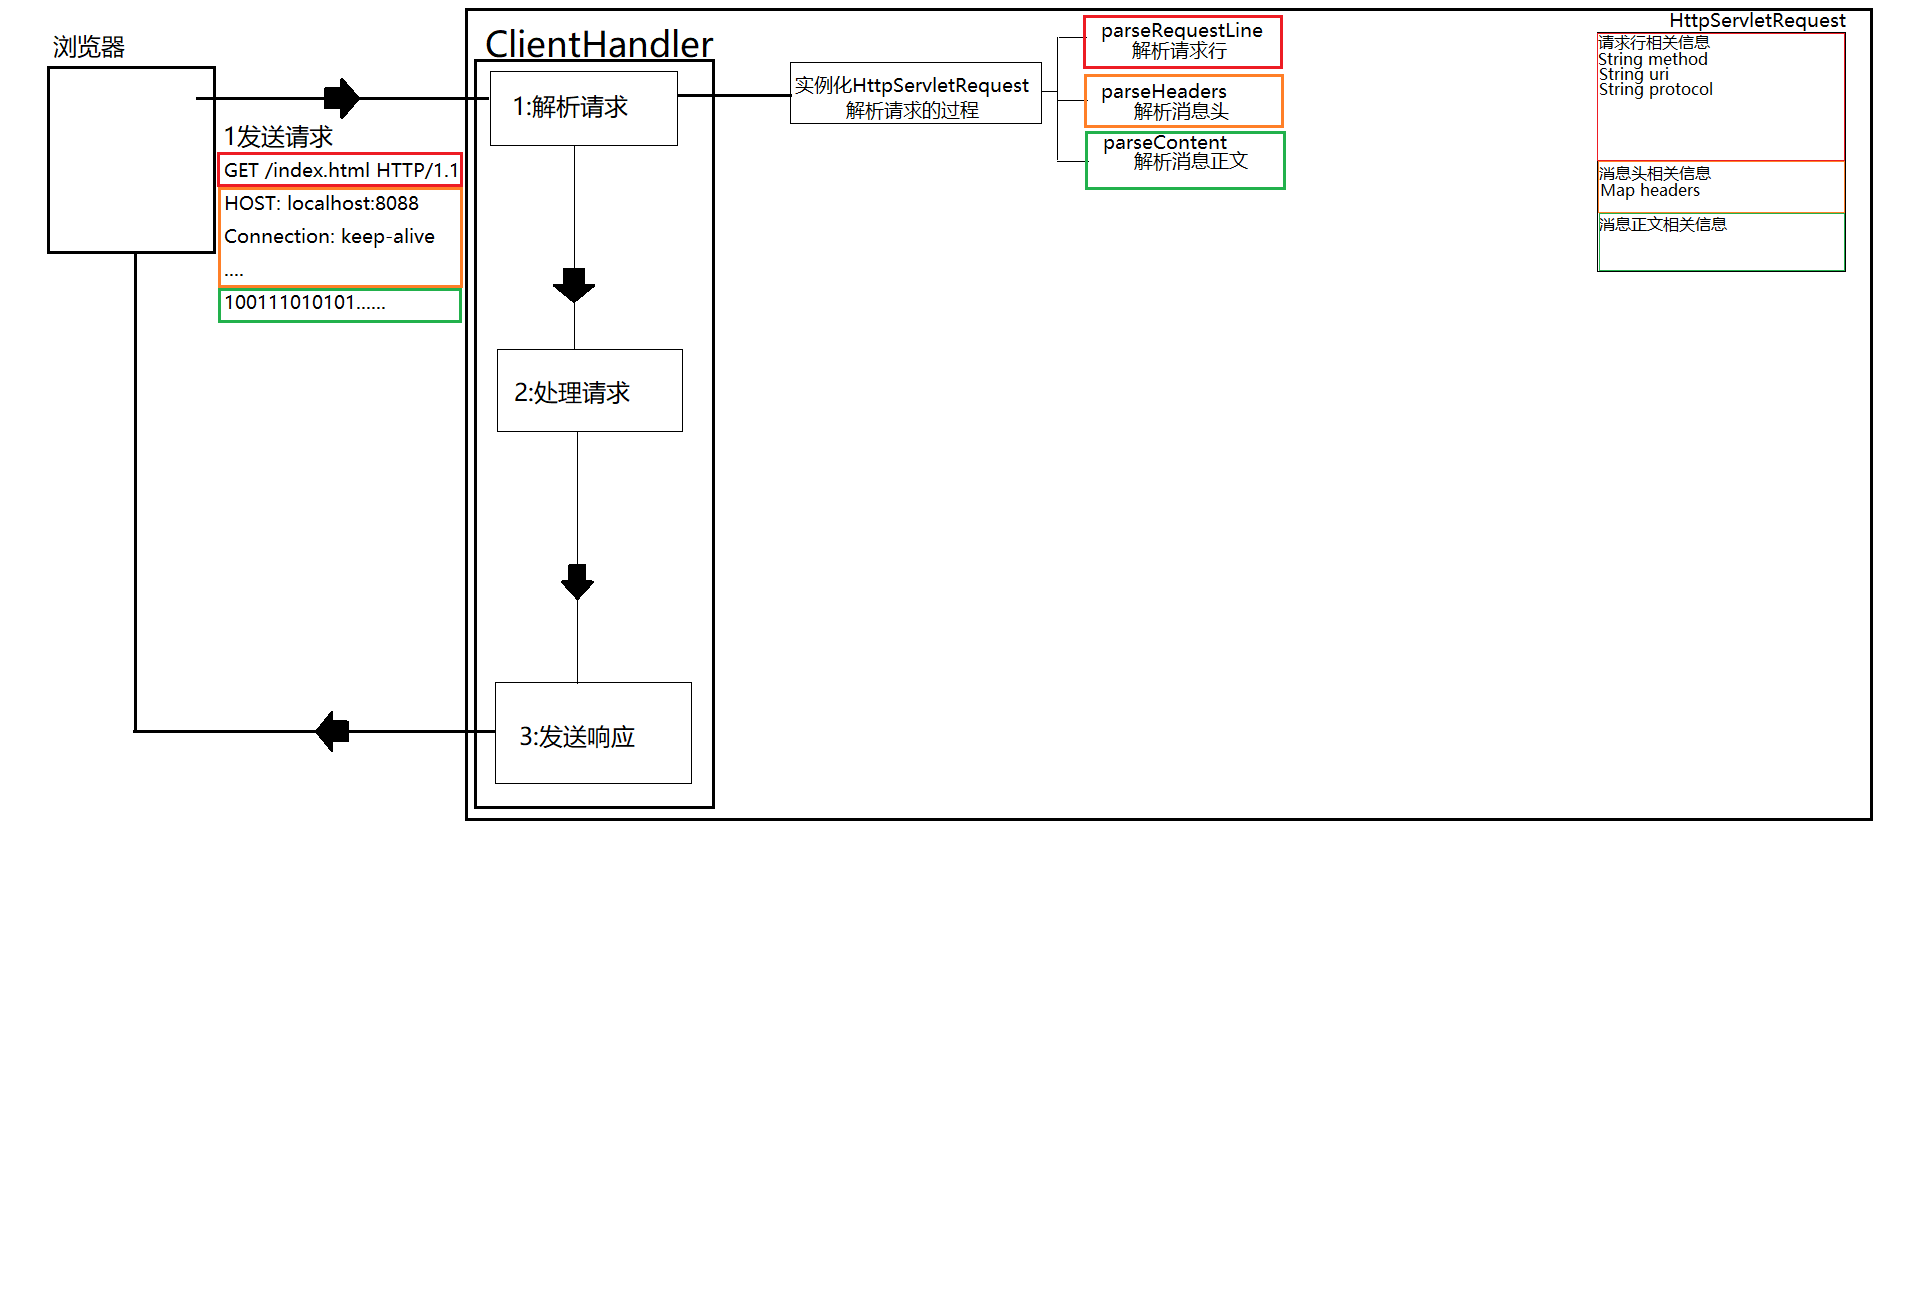 浏览器
1发送请求
GET /index.html HTTP/1.1
HOST: localhost:8088
Connection: keep-alive
....
100111010101......
ClientHandler
1:解析请求
2:处理请求
3:发送响应
实例化HttpServletRequest
解析请求的过程
parseRequestLine
解析请求行
parseHeaders
解析消息头
parseContent
解析消息正文
HttpServletRequest
请求行相关信息
String method
String uri
String protocol
消息头相关信息
Map headers
消息正文相关信息